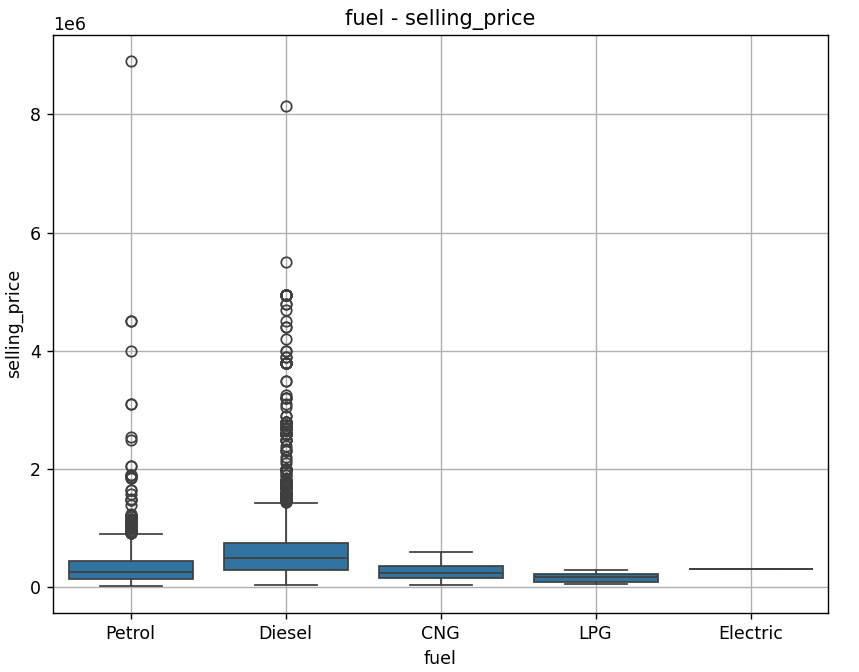 fuel - selling_price
1e6
8
6
4
2
0
selling_price
Petrol Diesel CNG LPG Electric
fuel